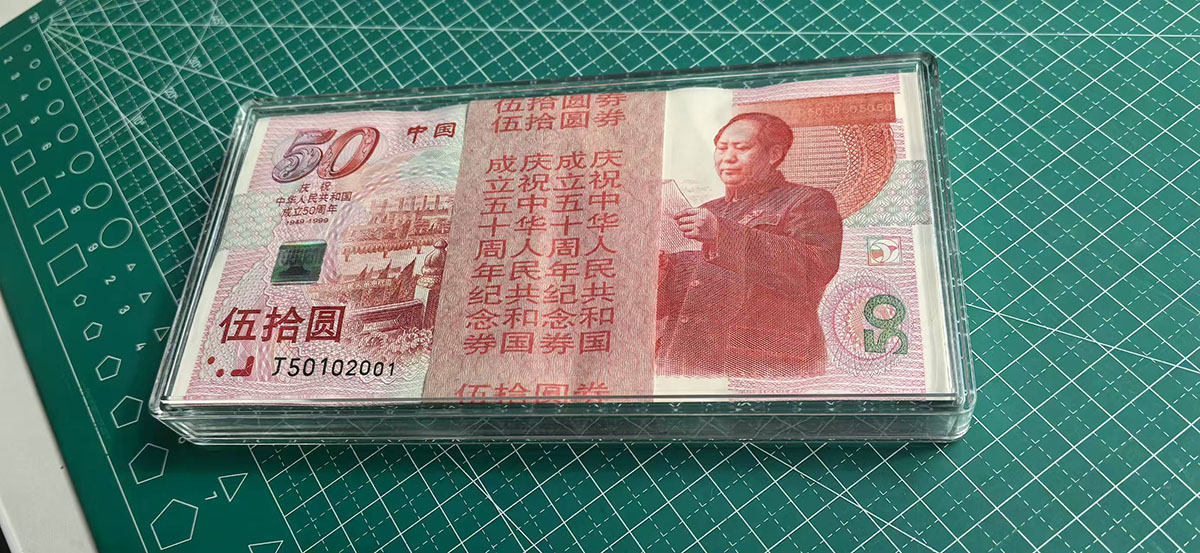 50
中国
庆祝
中华人民共和国
成立50周年
1949-1999
伍拾圆
J50102001
伍拾圆券
伍拾圆券
庆祝中华人民共和国
成立五十周年纪念券
庆祝中华人民共和国
成立五十周年纪念券
伍拾圆券
50